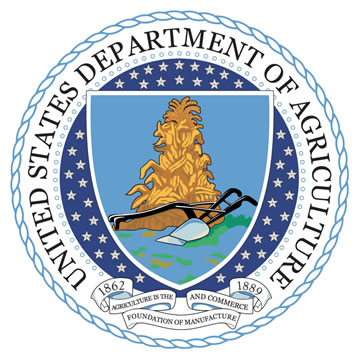 UNITED STATES DEPARTMENT OF AGRICULTURE
1862 1889
AGRICULTURE IS THE FOUNDATION OF MANUFACTURE AND COMMERCE